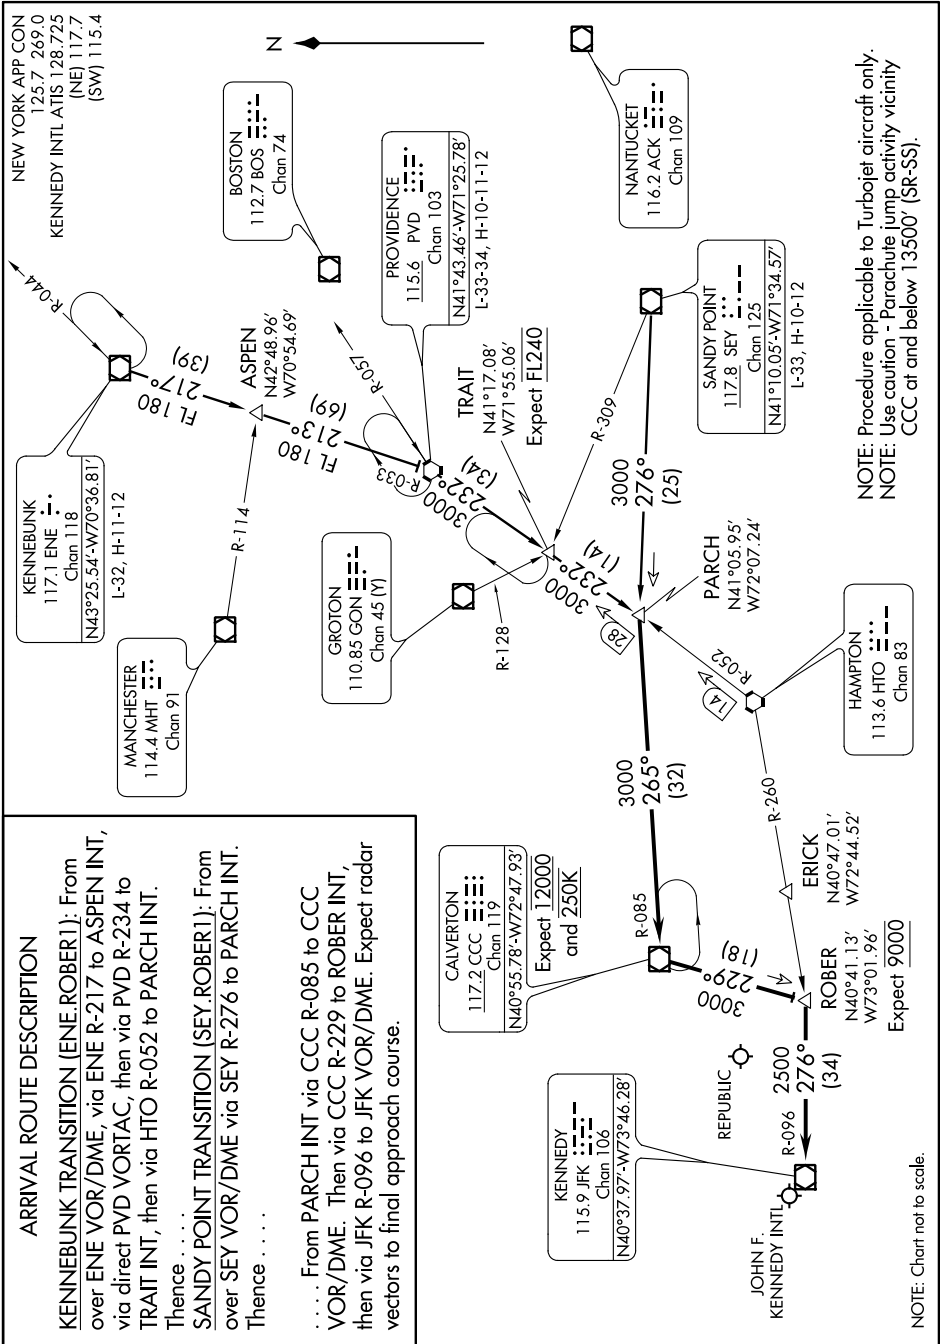 ARRIVAL ROUTE DESCRIPTION
KENNEBUNK TRANSITION (ENE.ROBER1): From
over ENE VOR/DME, via ENE R-217 to ASPEN INT,
via direct PVD VORTAC, then via PVD R-234 to
TRAIT INT, then via HTO R-052 to PARCH INT.
Thence . . . .
SANDY POINT TRANSITION (SEY.ROBER1): From
over SEY VOR/DME via SEY R-276 to PARCH INT.
Thence . . . .
. . . . From PARCH INT via CCC R-085 to CCC
VOR/DME. Then via CCC R-229 to ROBER INT,
then via JFK R-096 to JFK VOR/DME. Expect radar
vectors to final approach course.
NEW YORK APP CON
125.7 269.0
KENNEDY INTL ATIS 128.725
(NE) 117.7
(SW) 115.4
KENNEBUNK
117.1 ENE
Chan 118
N43°25.54'-W70°36.81'
L-32, H-11-12
R-044
FL 180
217°
(39)
MANCHESTER
114.4 MHT
Chan 91
R-114
ASPEN
N42°48.96'
W70°54.69'
BOSTON
112.7 BOS
Chan 74
N
FL 180
213°
(69)
R-057
R-033
PROVIDENCE
115.6 PVD
Chan 103
N41°43.46'-W71°25.78'
L-33-34, H-10-11-12
GROTON
110.85 GON
Chan 45 (Y)
R-128
3000
232°
(34)
TRAIT
N41°17.08'
W71°55.06'
Expect FL240
NANTUCKET
116.2 ACK
Chan 109
R-309
SANDY POINT
117.8 SEY
Chan 125
N41°10.05'-W71°34.57'
L-33, H-10-12
3000
276°
(25)
3000
232°
(14)
28
PARCH
N41°05.95'
W72°07.24'
R-052
14
HAMPTON
113.6 HTO
Chan 83
3000
265°
(32)
CALVERTON
117.2 CCC
Chan 119
N40°55.78'-W72°47.93'
Expect 12000
and 250K
R-085
R-260
ERICK
N40°47.01'
W72°44.52'
3000
229°
(18)
ROBER
N40°41.13'
W73°01.96'
Expect 9000
REPUBLIC
2500
276°
(34)
R-096
KENNEDY
115.9 JFK
Chan 106
N40°37.97'-W73°46.28'
JOHN F.
KENNEDY INTL
NOTE: Procedure applicable to Turbojet aircraft only.
NOTE: Use caution - Parachute jump activity vicinity
CCC at and below 13500' (SR-SS).
NOTE: Chart not to scale.